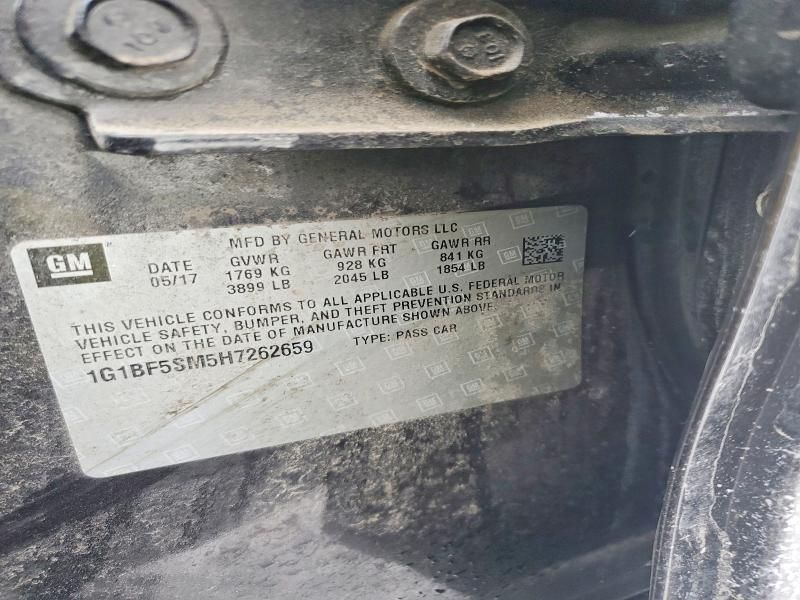 GM
MFD BY GENERAL MOTORS LLC
DATE GVWR GAWR FRT GAWR RR
05/17 1769 KG 928 KG 841 KG
3899 LB 2045 LB 1854 LB
THIS VEHICLE CONFORMS TO ALL APPLICABLE U.S. FEDERAL MOTOR
VEHICLE SAFETY, BUMPER, AND THEFT PREVENTION STANDARDS IN
EFFECT ON THE DATE OF MANUFACTURE SHOWN ABOVE.
1G1BF5SM5H7262659 TYPE: PASS CAR